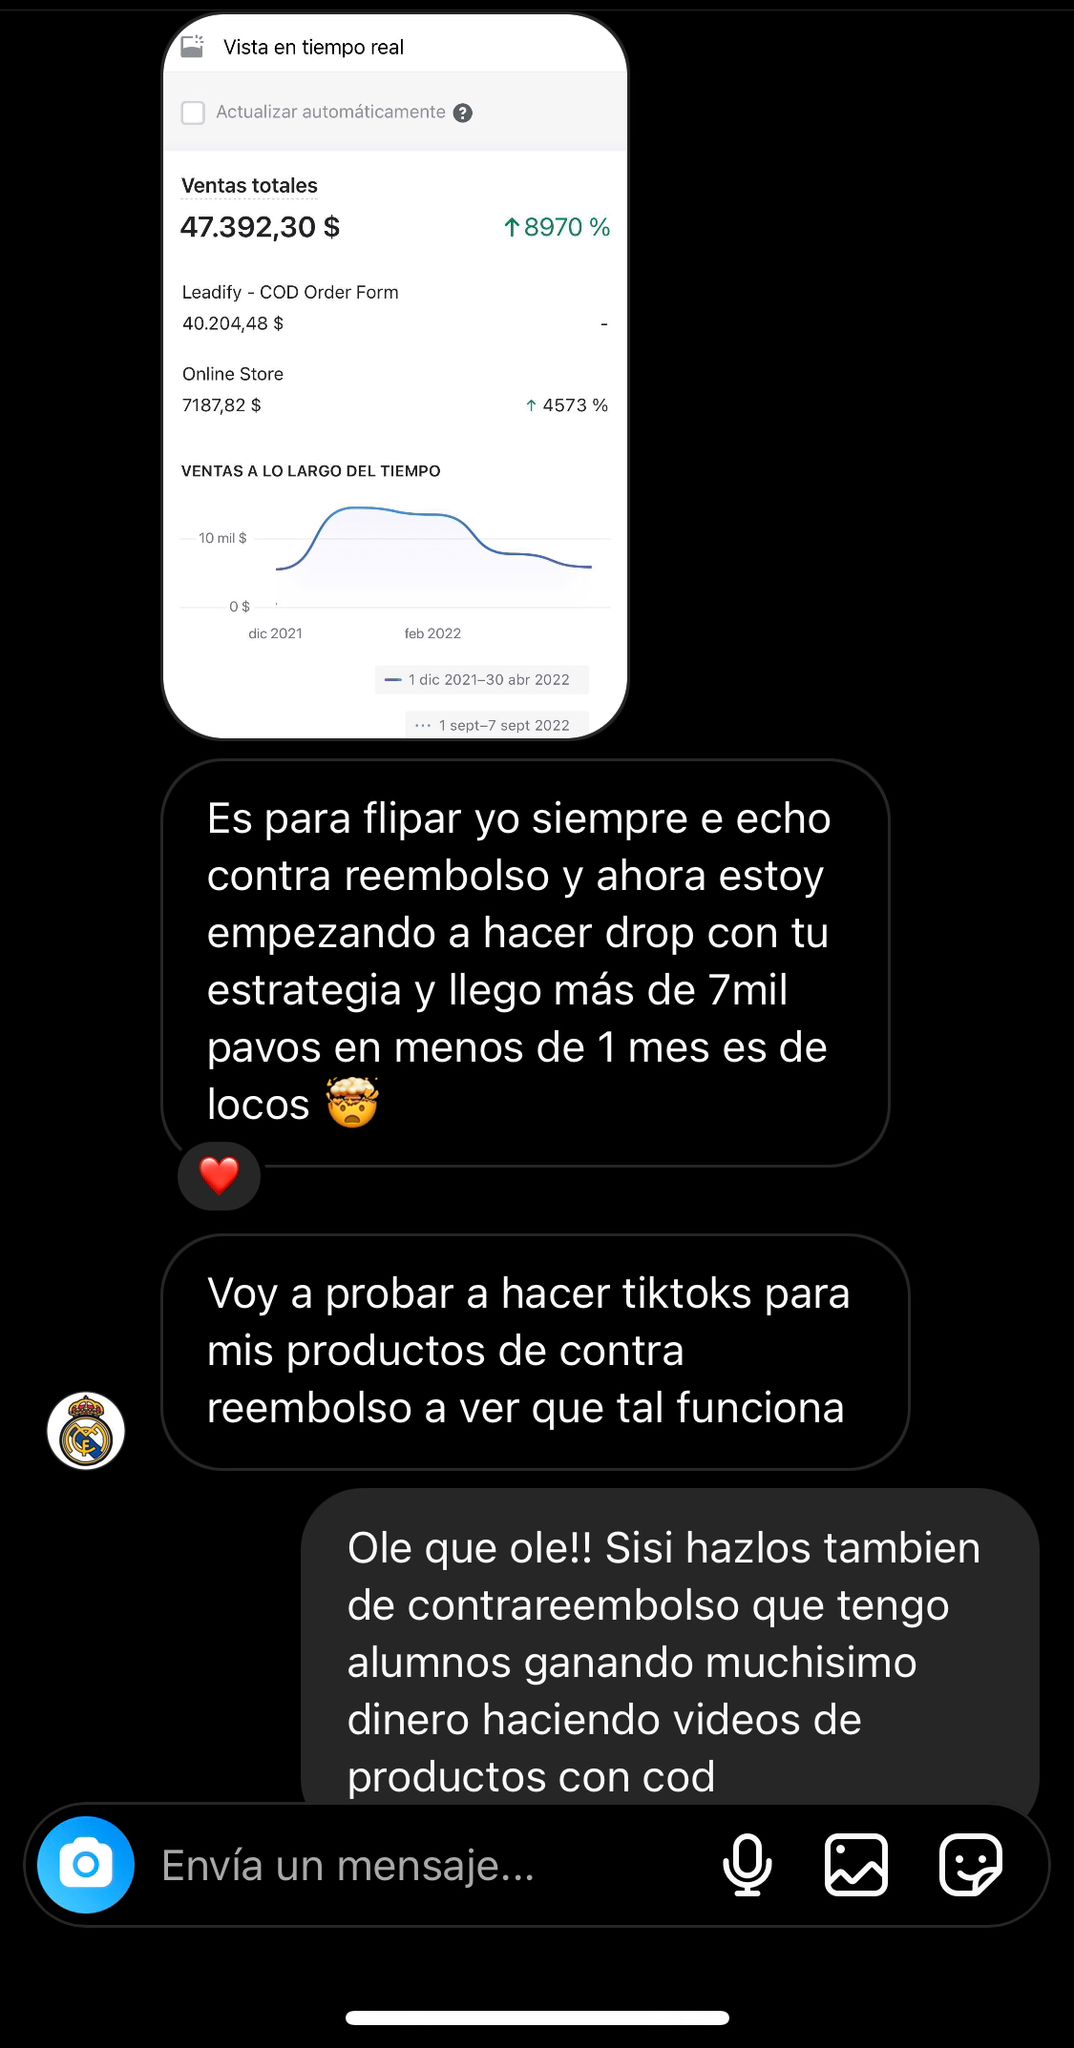 Vista en tiempo real
Actualizar automáticamente ?
Ventas totales
47.392,30 $ ↑8970 %
Leadify - COD Order Form
40.204,48 $ -
Online Store
7187,82 $ ↑ 4573 %
VENTAS A LO LARGO DEL TIEMPO
10 mil $
0 $
dic 2021 feb 2022
1 dic 2021–30 abr 2022
1 sept–7 sept 2022
Es para flipar yo siempre e echo
contra reembolso y ahora estoy
empezando a hacer drop con tu
estrategia y llego más de 7mil
pavos en menos de 1 mes es de
locos 🤯
❤️
Voy a probar a hacer tiktoks para
mis productos de contra
reembolso a ver que tal funciona
Ole que ole!! Sisi hazlos tambien
de contrareembolso que tengo
alumnos ganando muchisimo
dinero haciendo videos de
productos con cod
Envía un mensaje...